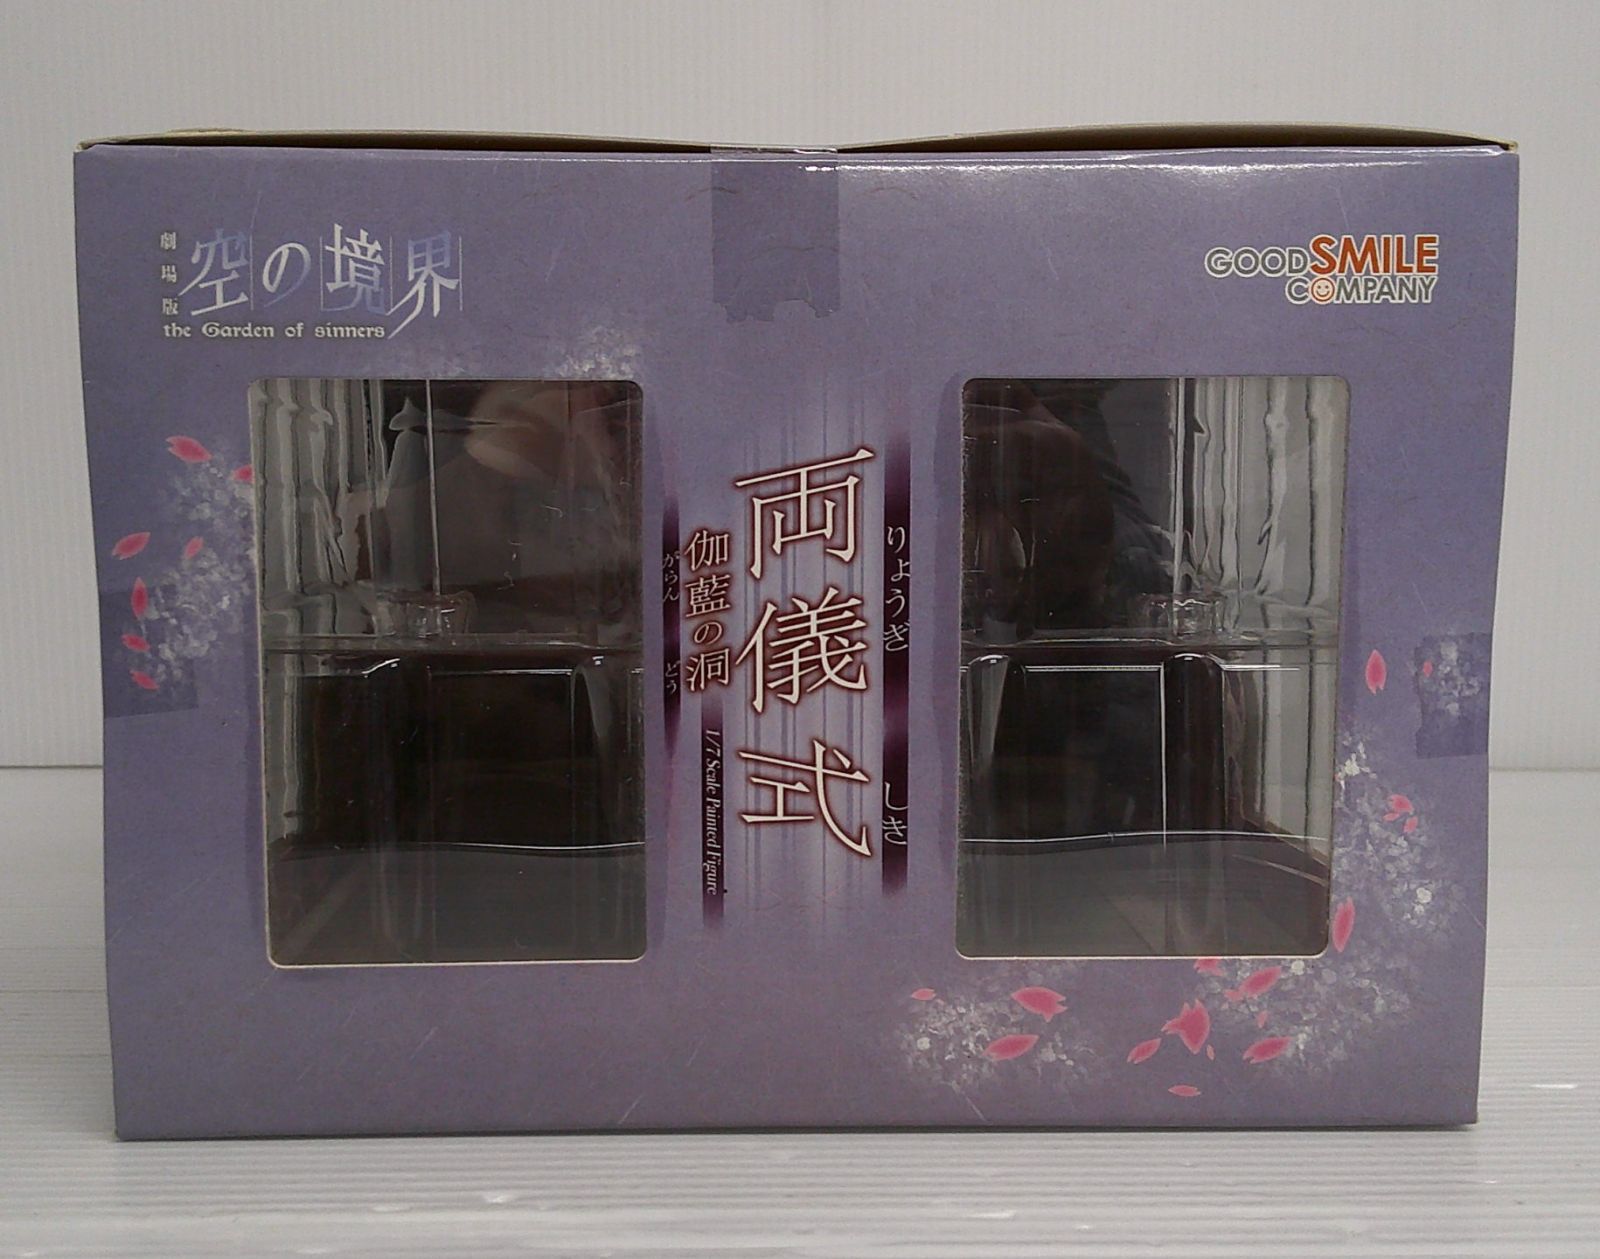 劇場版
空の境界
the Garden of sinners
GOOD SMILE
COMPANY
りょうぎ しき
両儀式
伽藍の洞
がらん どう
1/7 Scale Painted Figure